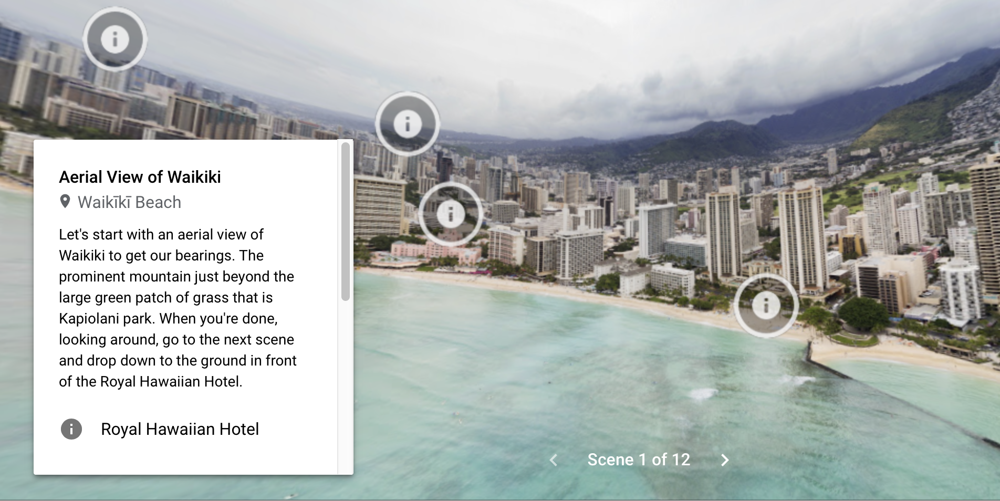 Aerial View of Waikiki
Waikīkī Beach
Let's start with an aerial view of
Waikiki to get our bearings. The
prominent mountain just beyond the
large green patch of grass that is
Kapiolani park. When you're done,
looking around, go to the next scene
and drop down to the ground in front
of the Royal Hawaiian Hotel.
Royal Hawaiian Hotel
Scene 1 of 12